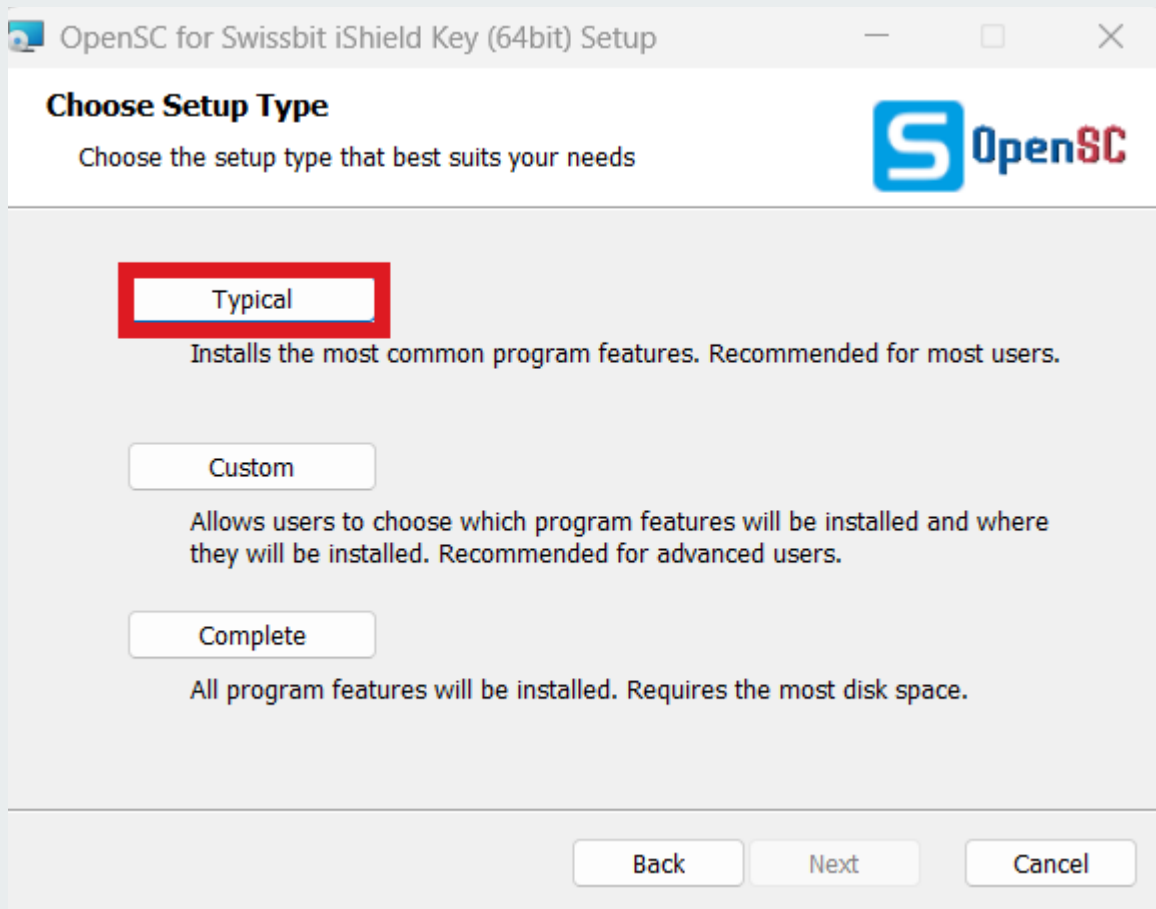 OpenSC for Swissbit iShield Key (64bit) Setup
Choose Setup Type
Choose the setup type that best suits your needs
S OpenSC
Typical
Installs the most common program features. Recommended for most users.
Custom
Allows users to choose which program features will be installed and where
they will be installed. Recommended for advanced users.
Complete
All program features will be installed. Requires the most disk space.
Back Next Cancel